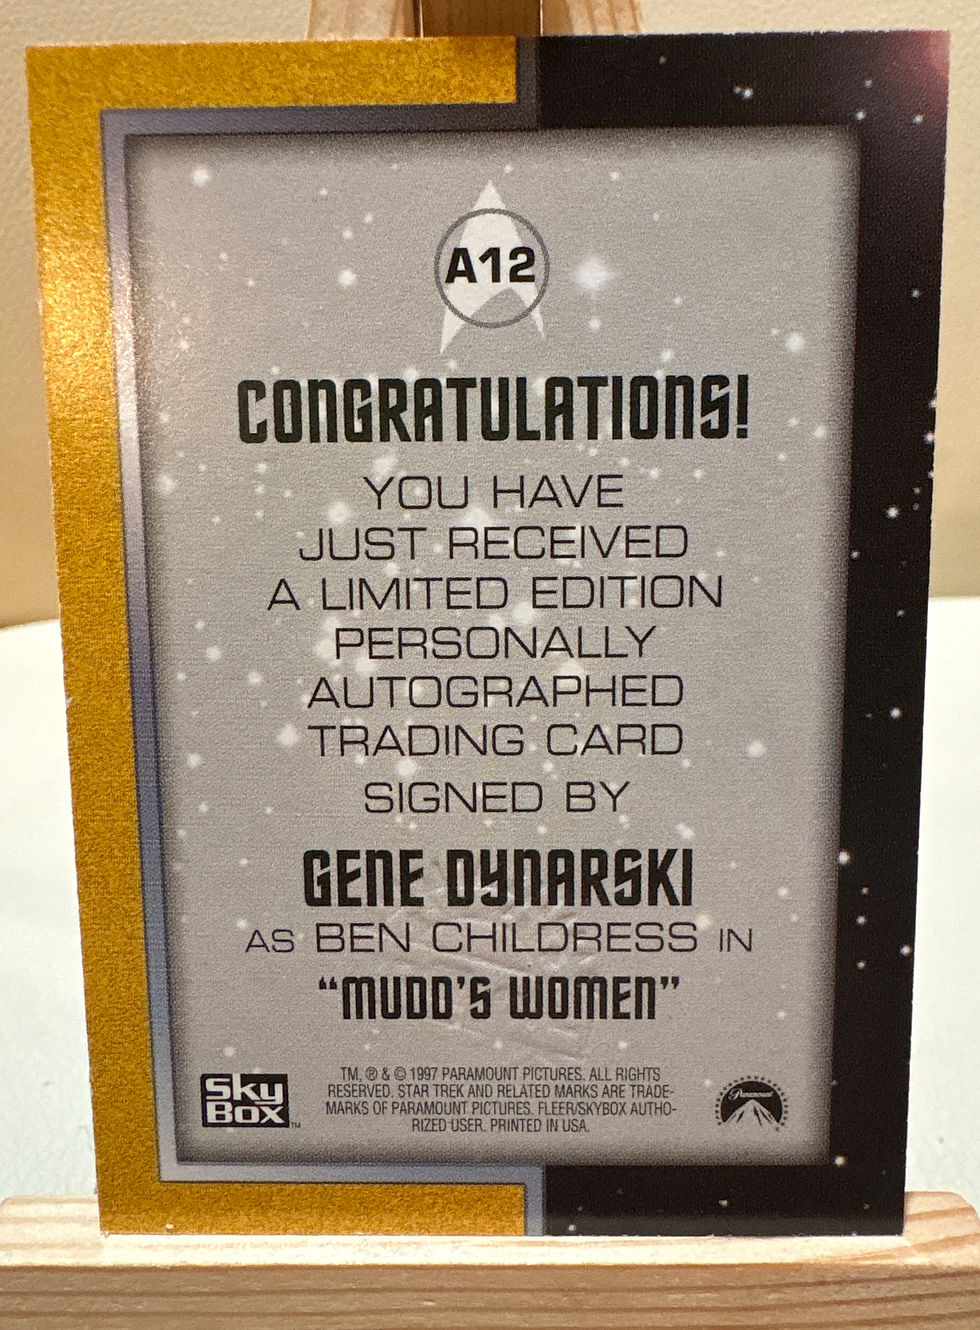 A12
CONGRATULATIONS!
YOU HAVE
JUST RECEIVED
A LIMITED EDITION
PERSONALLY
AUTOGRAPHED
TRADING CARD
SIGNED BY
GENE DYNARSKI
AS BEN CHILDRESS IN
“MUDD’S WOMEN”
Sky
Box™
TM, ® & © 1997 PARAMOUNT PICTURES. ALL RIGHTS
RESERVED. STAR TREK AND RELATED MARKS ARE TRADE-
MARKS OF PARAMOUNT PICTURES. FLEER/SKYBOX AUTHO-
RIZED USER. PRINTED IN USA.
Paramount